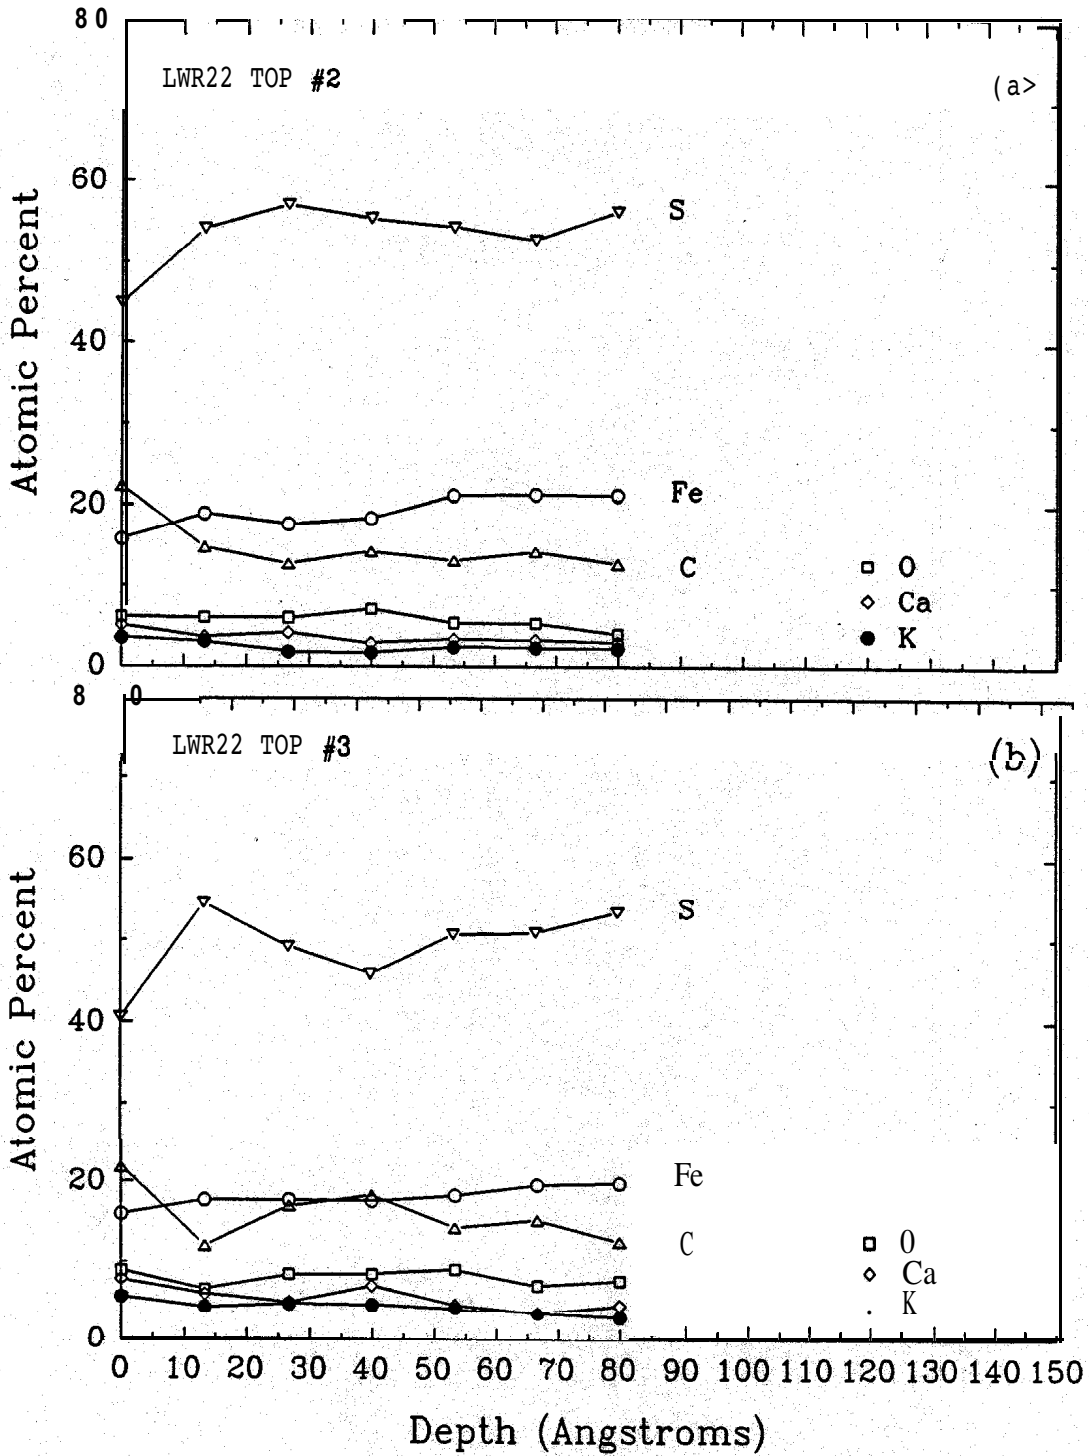 80
LWR22 TOP #2
(a>
60
S
Atomic Percent
40
20
Fe
C
O
Ca
K
0
8 0
LWR22 TOP #3
(b)
60
S
Atomic Percent
40
20
Fe
C
O
Ca
K
0
0 10 20 30 40 50 60 70 80 90 100 110 120 130 140 150
Depth (Angstroms)